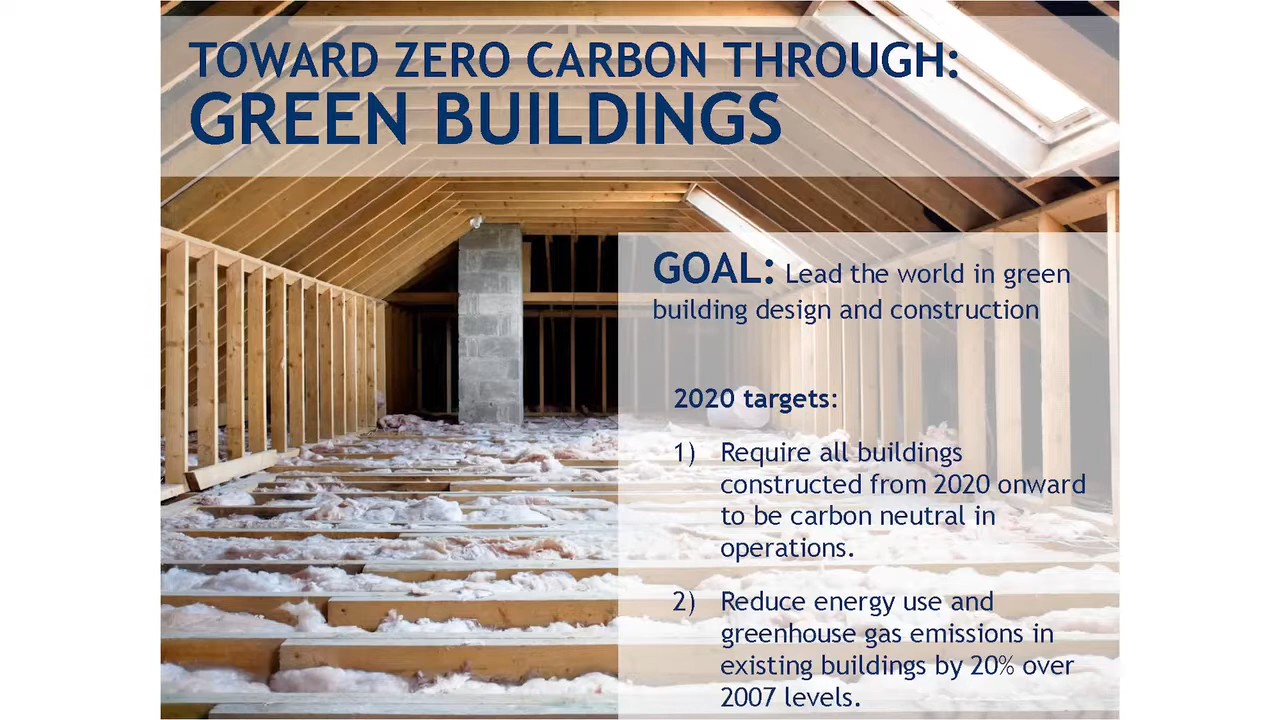 TOWARD ZERO CARBON THROUGH:
GREEN BUILDINGS
GOAL: Lead the world in green
building design and construction
2020 targets:
1) Require all buildings
constructed from 2020 onward
to be carbon neutral in
operations.
2) Reduce energy use and
greenhouse gas emissions in
existing buildings by 20% over
2007 levels.